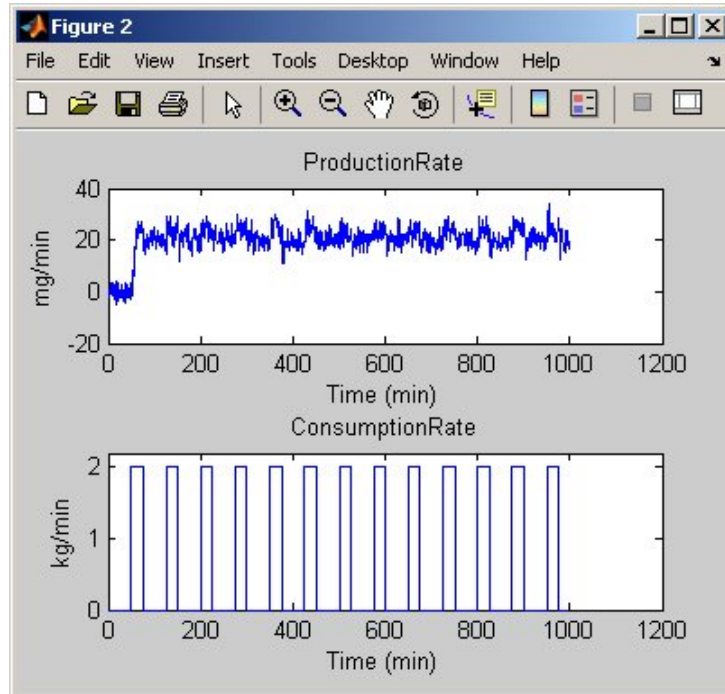 Figure 2
File Edit View Insert Tools Desktop Window Help
ProductionRate
40
20
0
-20
mg/min
0 200 400 600 800 1000 1200
Time (min)
ConsumptionRate
2
1
0
kg/min
0 200 400 600 800 1000 1200
Time (min)